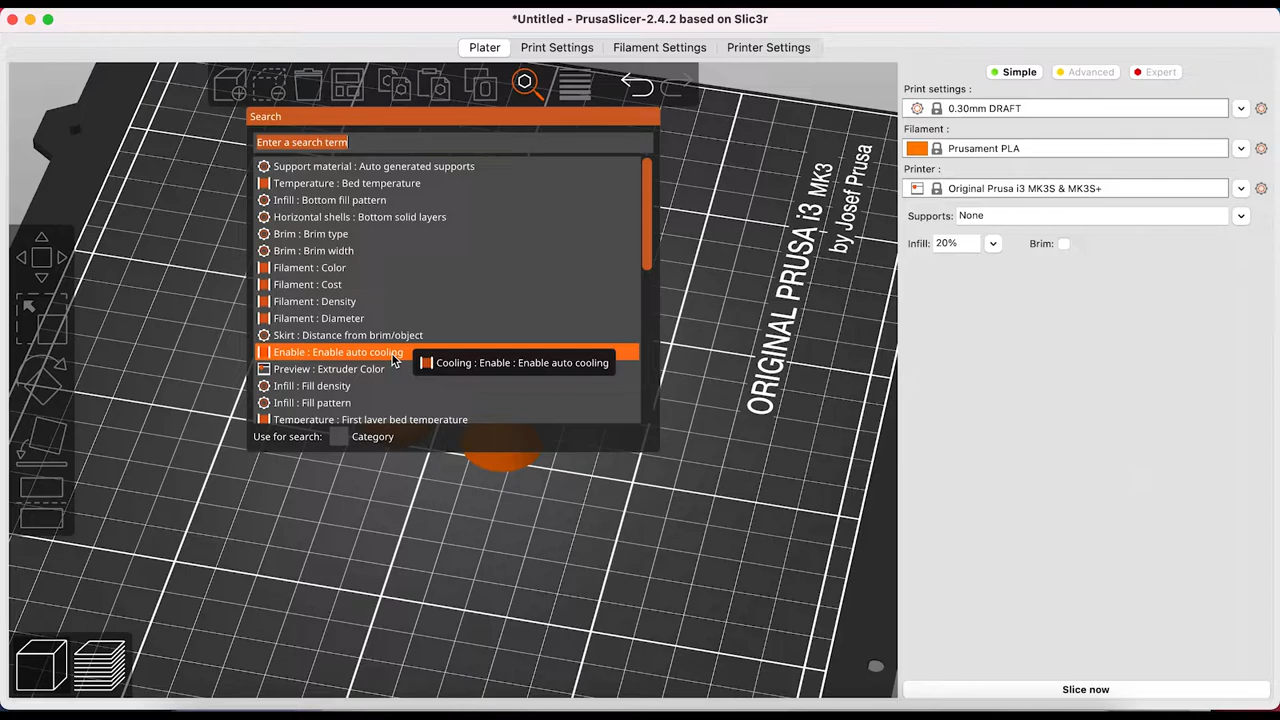 *Untitled - PrusaSlicer-2.4.2 based on Slic3r
Plater
Print Settings
Filament Settings
Printer Settings
Search
Enter a search term
Support material : Auto generated supports
Temperature : Bed temperature
Infill : Bottom fill pattern
Horizontal shells : Bottom solid layers
Brim : Brim type
Brim : Brim width
Filament : Color
Filament : Cost
Filament : Density
Filament : Diameter
Skirt : Distance from brim/object
Enable : Enable auto cooling
Cooling : Enable : Enable auto cooling
Preview : Extruder Color
Infill : Fill density
Infill : Fill pattern
Temperature : First layer bed temperature
Use for search:
Category
ORIGINAL PRUSA i3 MK3
by Josef Prusa
Simple
Advanced
Expert
Print settings :
0.30mm DRAFT
Filament :
Prusament PLA
Printer :
Original Prusa i3 MK3S & MK3S+
Supports: None
Infill: 20%
Brim:
Slice now